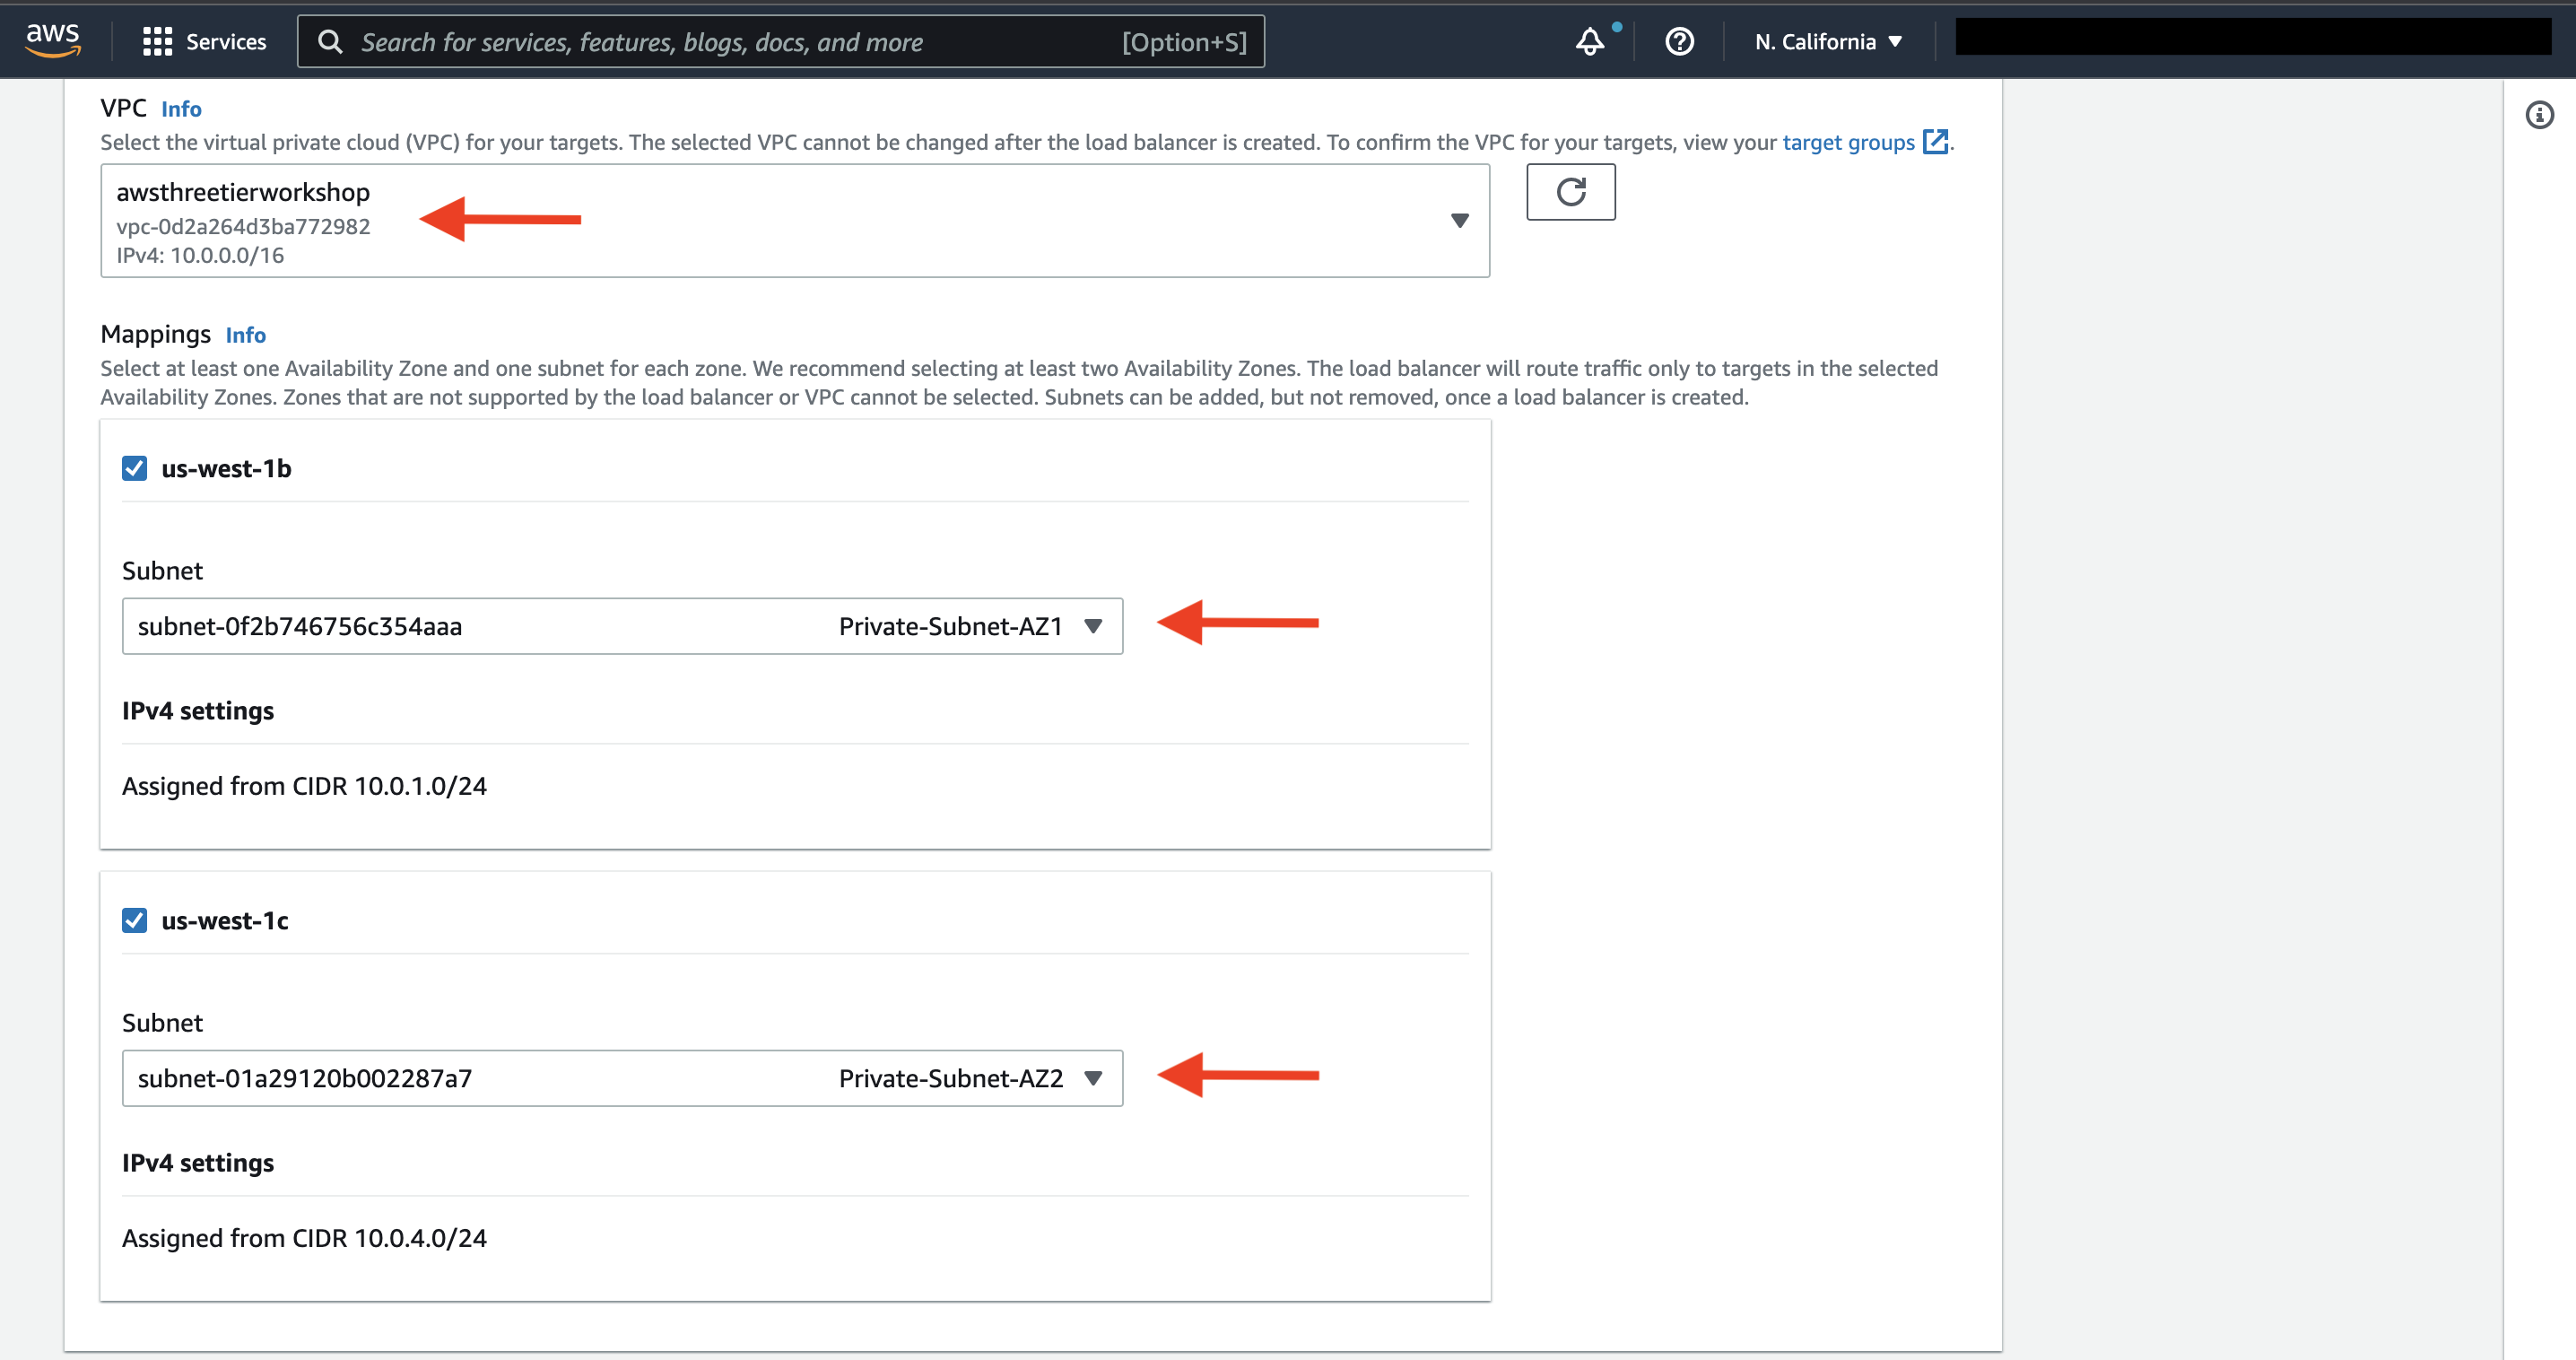 aws
Services
Search for services, features, blogs, docs, and more
[Option+S]
N. California
VPC Info
Select the virtual private cloud (VPC) for your targets. The selected VPC cannot be changed after the load balancer is created. To confirm the VPC for your targets, view your target groups.
awsthreetierworkshop
vpc-0d2a264d3ba772982
IPv4: 10.0.0.0/16
Mappings Info
Select at least one Availability Zone and one subnet for each zone. We recommend selecting at least two Availability Zones. The load balancer will route traffic only to targets in the selected
Availability Zones. Zones that are not supported by the load balancer or VPC cannot be selected. Subnets can be added, but not removed, once a load balancer is created.
us-west-1b
Subnet
subnet-0f2b746756c354aaa Private-Subnet-AZ1
IPv4 settings
Assigned from CIDR 10.0.1.0/24
us-west-1c
Subnet
subnet-01a29120b002287a7 Private-Subnet-AZ2
IPv4 settings
Assigned from CIDR 10.0.4.0/24